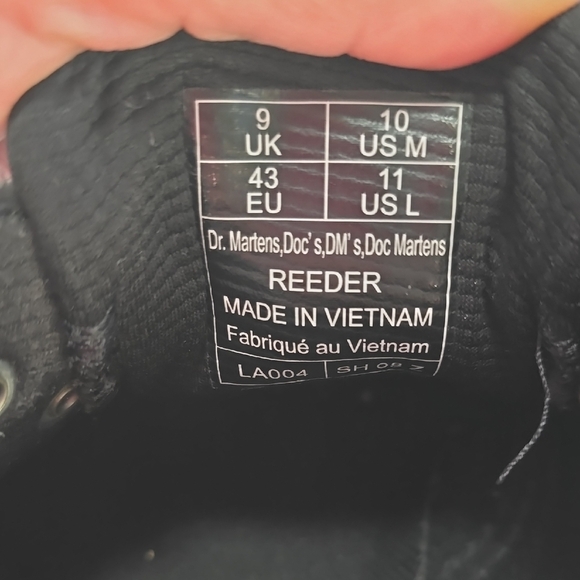 9 10
UK US M
43 11
EU US L
Dr. Martens,Doc's,DM's,Doc Martens
REEDER
MADE IN VIETNAM
Fabriqué au Vietnam
LA004 SH